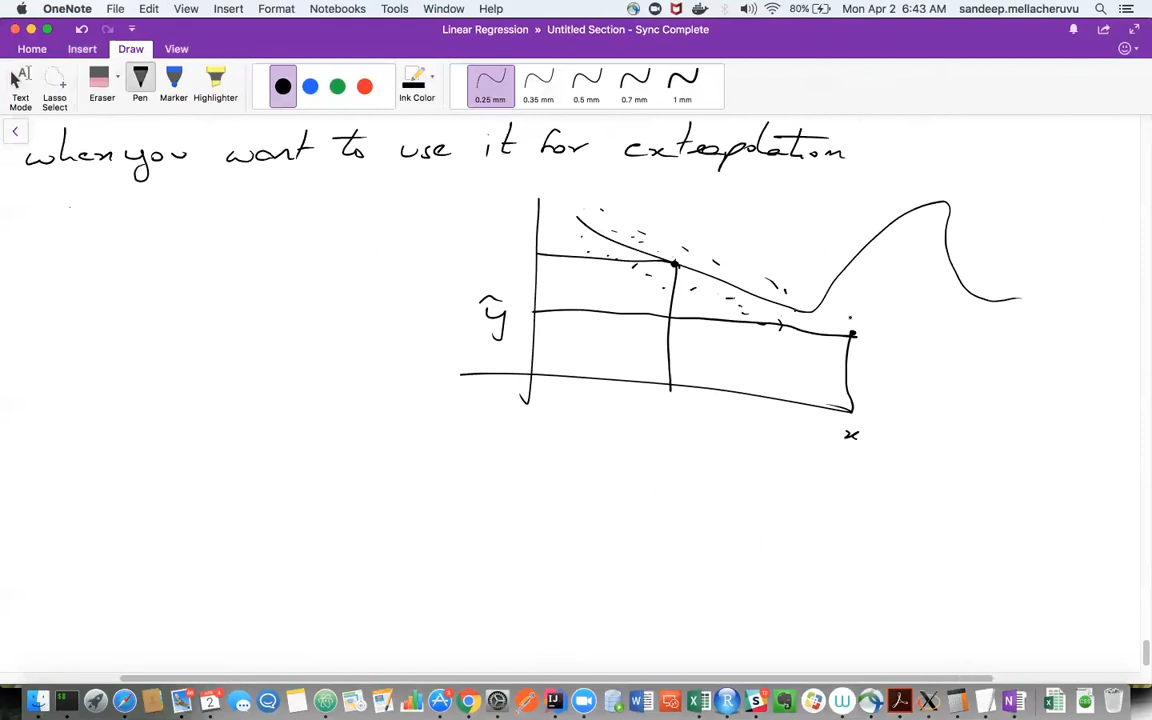 OneNote File Edit View Insert Format Notebooks Tools Window Help 80% Mon Apr 2 6:43 AM sandeep.mellacheruvu
Linear Regression » Untitled Section - Sync Complete
Home Insert Draw View
Text Mode Lasso Select Eraser Pen Marker Highlighter Ink Color 0.25 mm 0.35 mm 0.5 mm 0.7 mm 1 mm
when you want to use it for extrapolation
ŷ
x